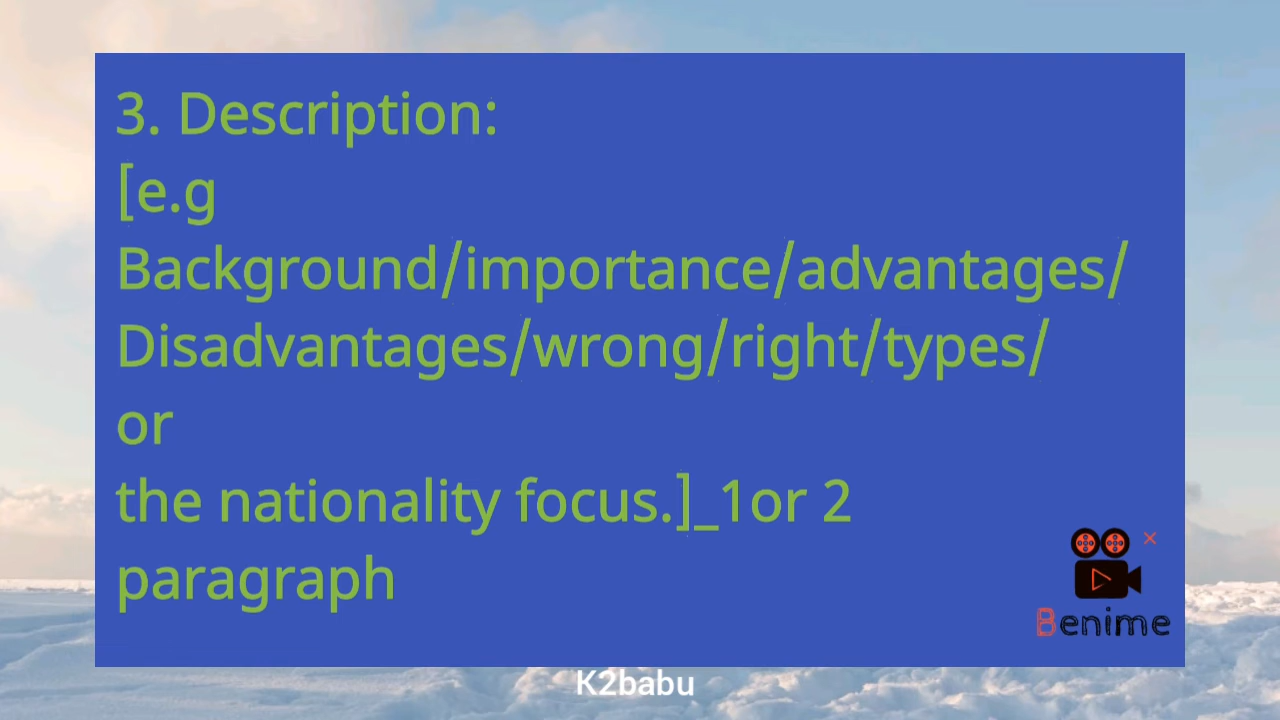 3. Description:
[e.g
Background/importance/advantages/
Disadvantages/wrong/right/types/
or
the nationality focus.]_1or 2
paragraph
×
Benime
K2babu